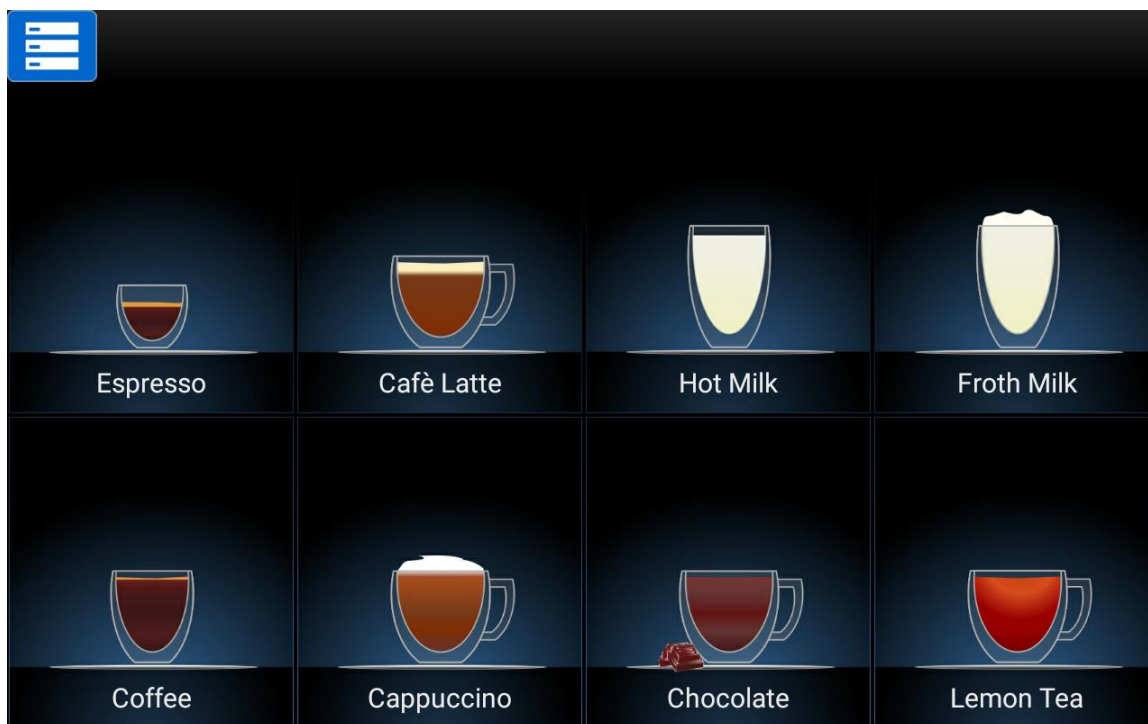 Espresso
Cafè Latte
Hot Milk
Froth Milk
Coffee
Cappuccino
Chocolate
Lemon Tea